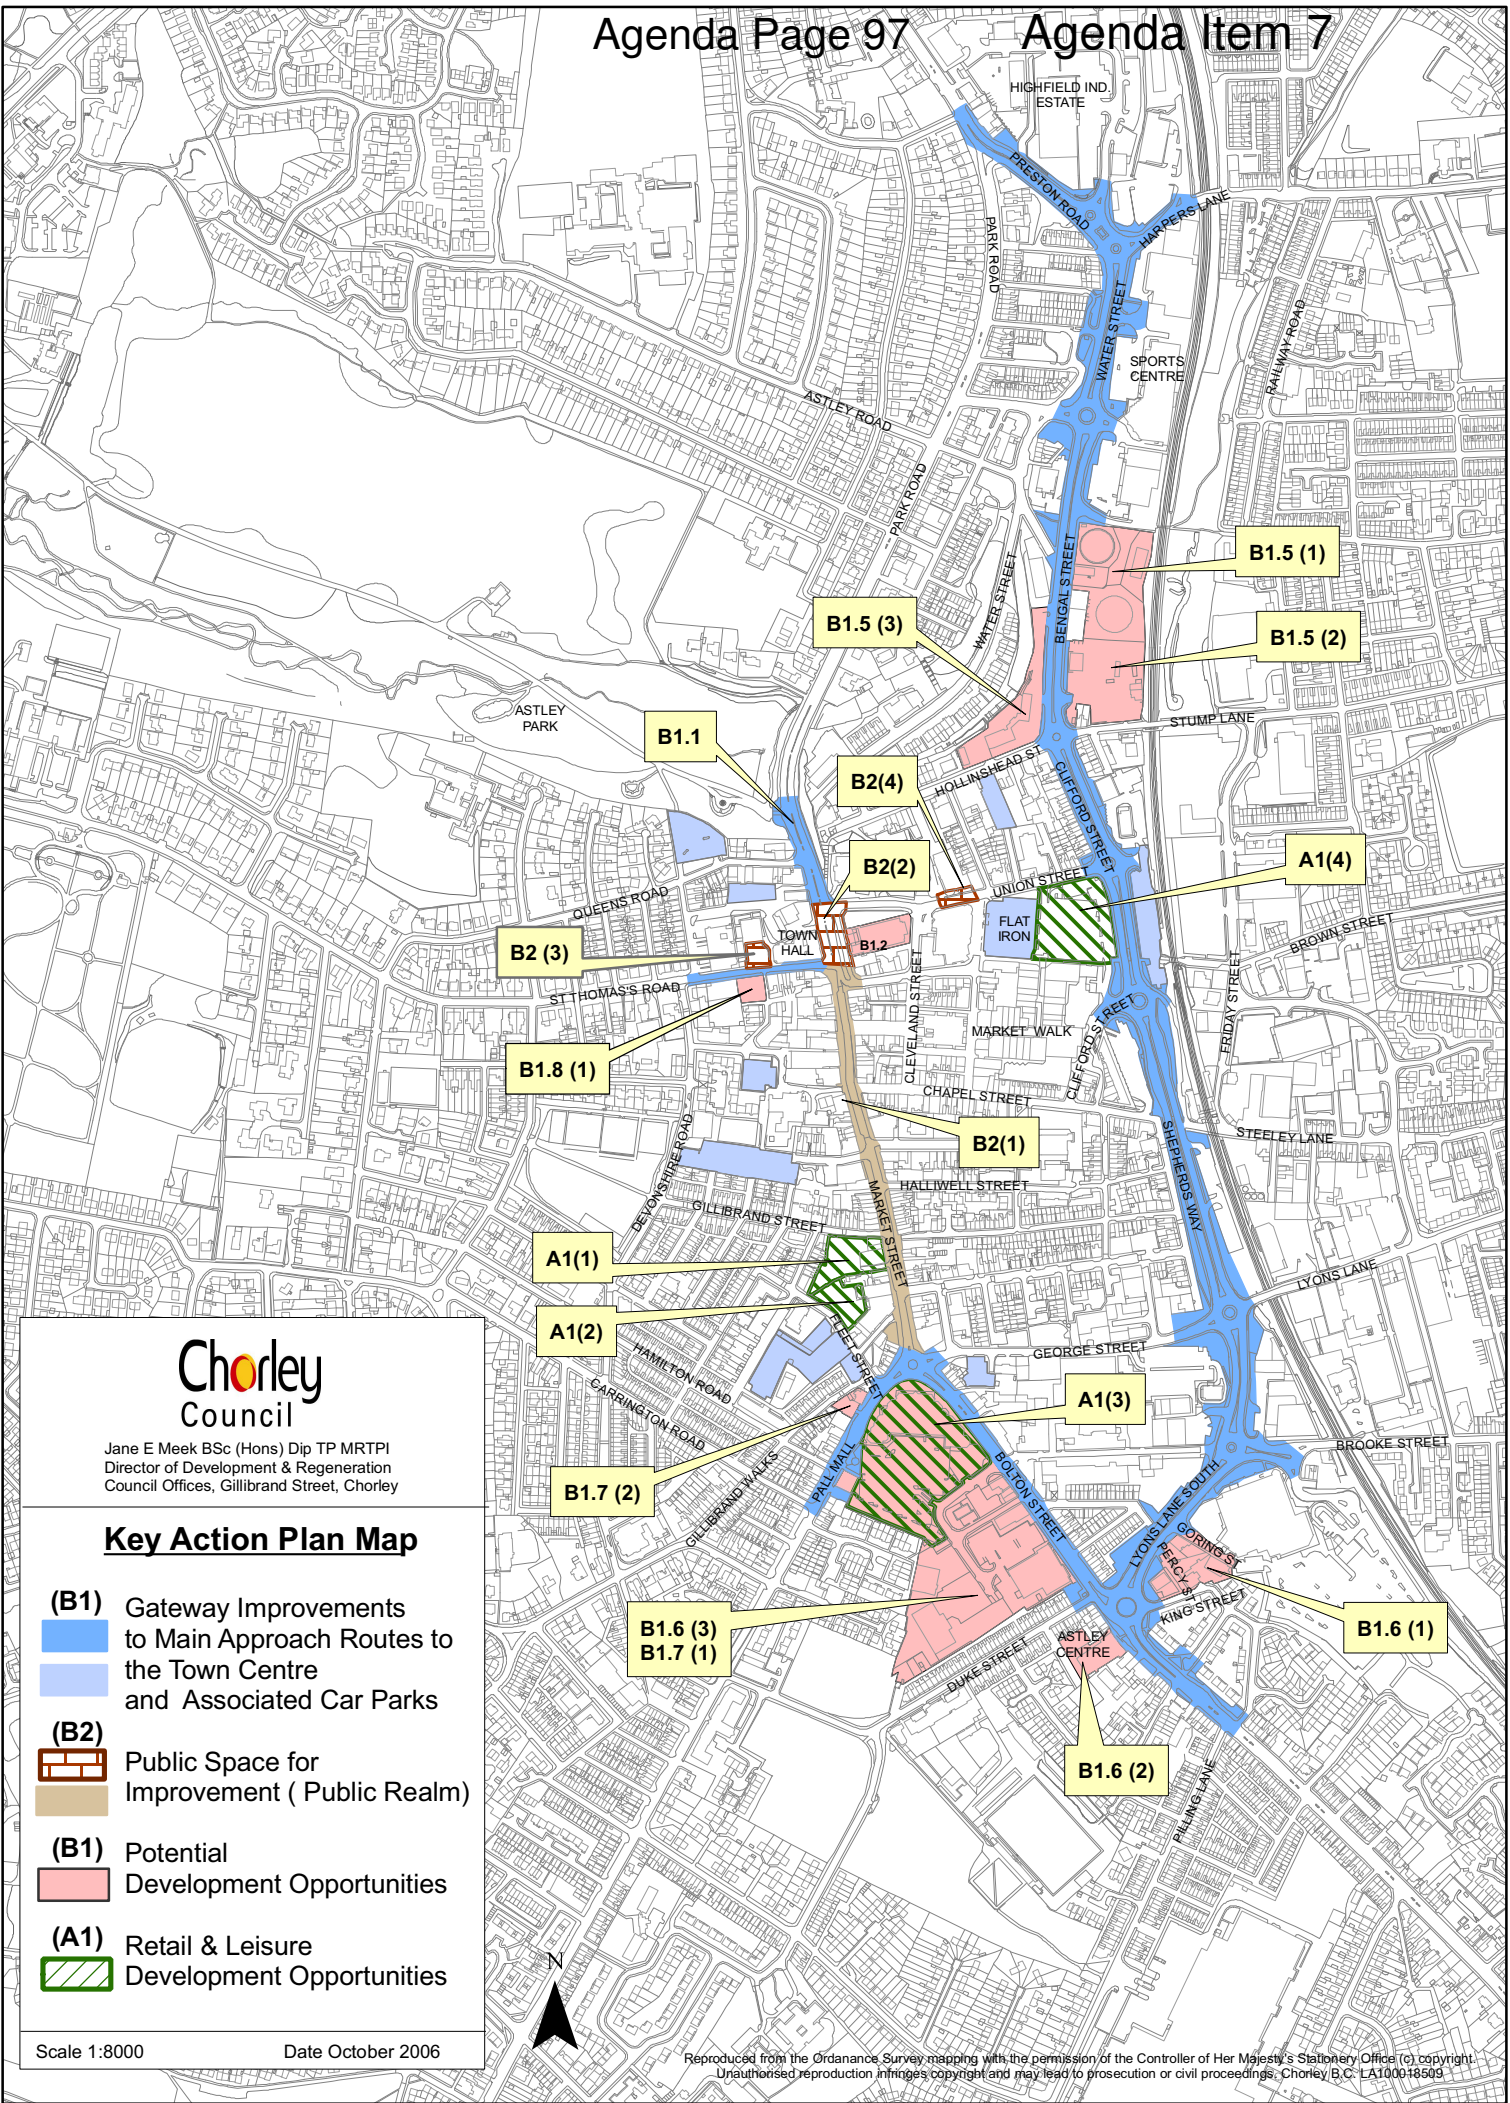 Agenda Page 97
Agenda Item 7
HIGHFIELD IND.
ESTATE
PRESTON ROAD
HARPERS LANE
PARK ROAD
WATER STREET
SPORTS
CENTRE
RAILWAY ROAD
ASTLEY ROAD
PARK ROAD
BENGAL STREET
WATER STREET
B1.5 (1)
B1.5 (3)
B1.5 (2)
ASTLEY
PARK
STUMP LANE
B1.1
HOLLINSHEAD ST
CLIFFORD STREET
B2(4)
B2(2)
A1(4)
UNION STREET
QUEENS ROAD
FLAT
IRON
TOWN
HALL
B1.2
BROWN STREET
B2 (3)
ST THOMAS'S ROAD
CLEVELAND STREET
FRIDAY STREET
MARKET WALK
CLIFFORD STREET
B1.8 (1)
CHAPEL STREET
B2(1)
STEELEY LANE
SHEPHERDS WAY
DEVONSHIRE ROAD
HALLIWELL STREET
GILLIBRAND STREET
MARKET STREET
A1(1)
LYONS LANE
A1(2)
FLEET STREET
GEORGE STREET
HAMILTON ROAD
CARRINGTON ROAD
A1(3)
BROOKE STREET
PALL MALL
GILLIBRAND WALKS
BOLTON STREET
B1.7 (2)
LYONS LANE SOUTH
GORING ST
PERCY ST
KING STREET
B1.6 (3)
B1.7 (1)
B1.6 (1)
ASTLEY
CENTRE
DUKE STREET
B1.6 (2)
PILLING LANE
Chorley
Council
Jane E Meek BSc (Hons) Dip TP MRTPI
Director of Development & Regeneration
Council Offices, Gillibrand Street, Chorley
Key Action Plan Map
(B1)
Gateway Improvements
to Main Approach Routes to
the Town Centre
and Associated Car Parks
(B2)
Public Space for
Improvement ( Public Realm)
(B1)
Potential
Development Opportunities
(A1)
Retail & Leisure
Development Opportunities
N
Scale 1:8000
Date October 2006
Reproduced from the Ordanance Survey mapping with the permission of the Controller of Her Majesty's Stationery Office (c) copyright.
Unauthorised reproduction infringes copyright and may lead to prosecution or civil proceedings. Chorley B.C. LA100018509